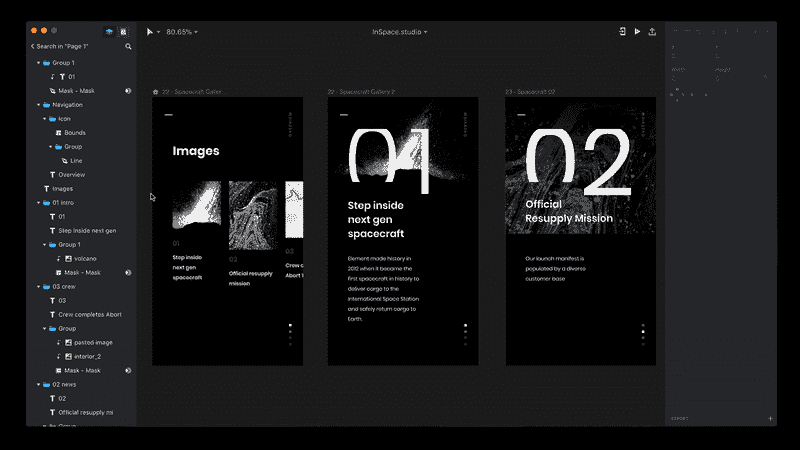 80.65%
InSpace.studio
Search in "Page 1"
Group 1
01
Mask - Mask
Navigation
Icon
Bounds
Group
Line
Overview
Images
01 intro
01
Step inside next gen
Group 1
volcano
Mask - Mask
03 crew
03
Crew completes Abort
Group
pasted image
interior_2
Mask - Mask
02 news
02
Official resupply mi
Group
22 - Spacecraft Galler
OVERVIEW
Images
01
Step inside
next gen
spacecraft
02
Official resupply
mission
Crew c
Abort
22 - Spacecraft Gallery 2
OVERVIEW
01
Step inside
next gen
spacecraft
Element made history in
2012 when it became the
first spacecraft in history to
deliver cargo to the
International Space Station
and safely return cargo to
Earth.
23 - Spacecraft 02
OVERVIEW
02
Official
Resupply Mission
Our launch manifest is
populated by a diverse
customer base
EXPORT